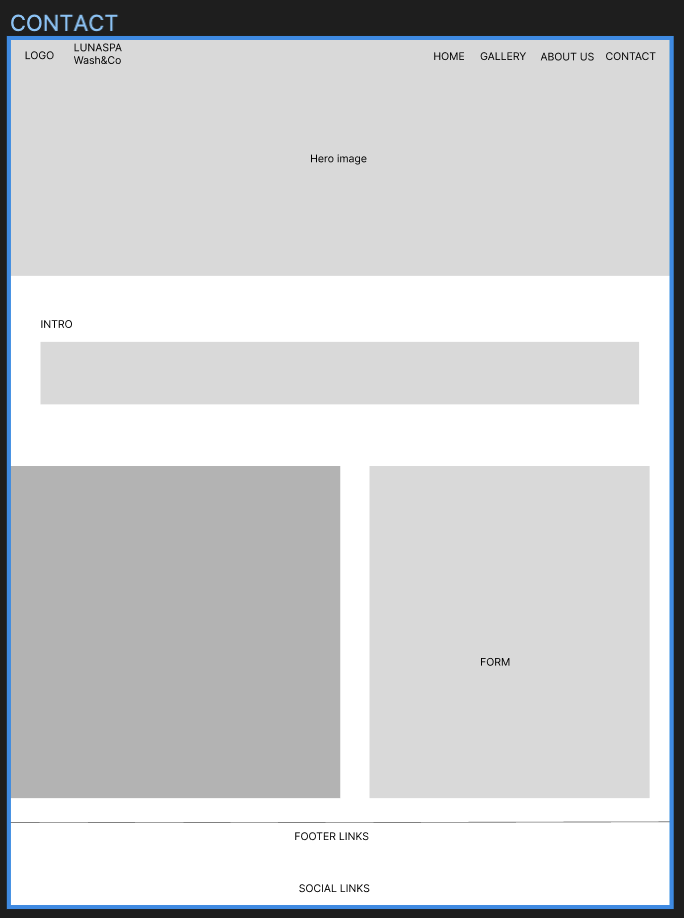 CONTACT
LOGO
LUNASPA
Wash&Co
HOME
GALLERY
ABOUT US
CONTACT
Hero image
INTRO
FORM
FOOTER LINKS
SOCIAL LINKS